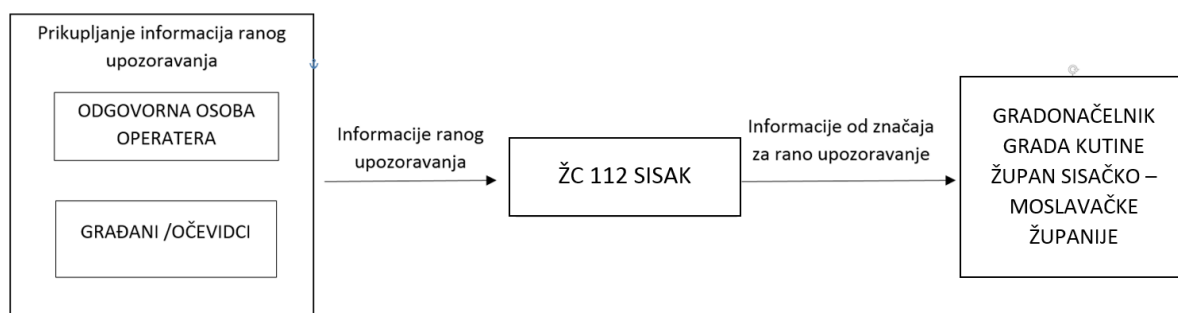 Prikupljanje informacija ranog
upozoravanja
ODGOVORNA OSOBA
OPERATERA
GRAĐANI /OČEVIDCI
Informacije ranog
upozoravanja
ŽC 112 SISAK
Informacije od značaja
za rano upozoravanje
GRADONAČELNIK
GRADA KUTINE
ŽUPAN SISAČKO –
MOSLAVAČKE
ŽUPANIJE